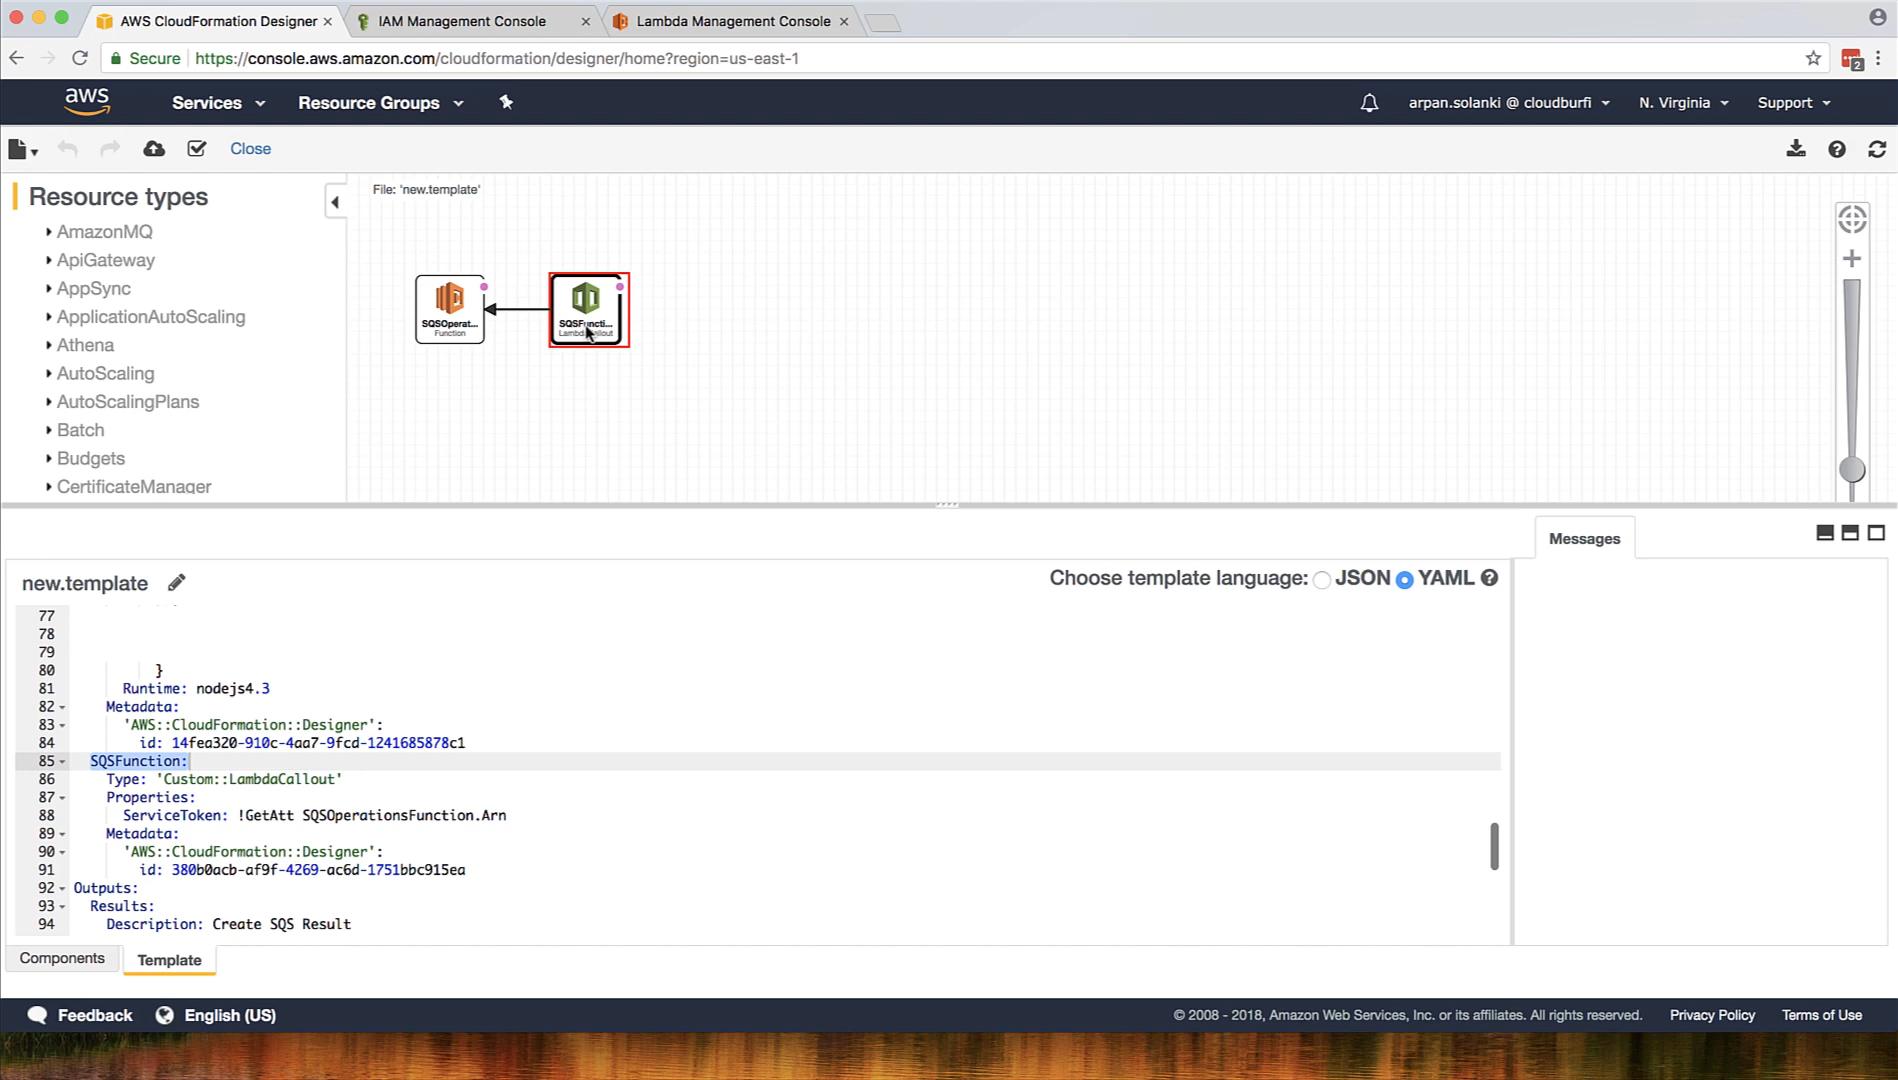 AWS CloudFormation Designer
IAM Management Console
Lambda Management Console
Secure
https://console.aws.amazon.com/cloudformation/designer/home?region=us-east-1
2
aws
Services
Resource Groups
arpan.solanki @ cloudburfi
N. Virginia
Support
Close
Resource types
AmazonMQ
ApiGateway
AppSync
ApplicationAutoScaling
Athena
AutoScaling
AutoScalingPlans
Batch
Budgets
CertificateManager
File: 'new.template'
SQSOperat...
Function
SQSFuncti...
LambdaCallout
Messages
new.template
Choose template language: JSON YAML
77
78
79
80 }
81 Runtime: nodejs4.3
82 Metadata:
83 'AWS::CloudFormation::Designer':
84 id: 14fea320-910c-4aa7-9fcd-1241685878c1
85 SQSFunction:
86 Type: 'Custom::LambdaCallout'
87 Properties:
88 ServiceToken: !GetAtt SQSOperationsFunction.Arn
89 Metadata:
90 'AWS::CloudFormation::Designer':
91 id: 380b0acb-af9f-4269-ac6d-1751bbc915ea
92 Outputs:
93 Results:
94 Description: Create SQS Result
Components
Template
Feedback
English (US)
© 2008 - 2018, Amazon Web Services, Inc. or its affiliates. All rights reserved.
Privacy Policy
Terms of Use